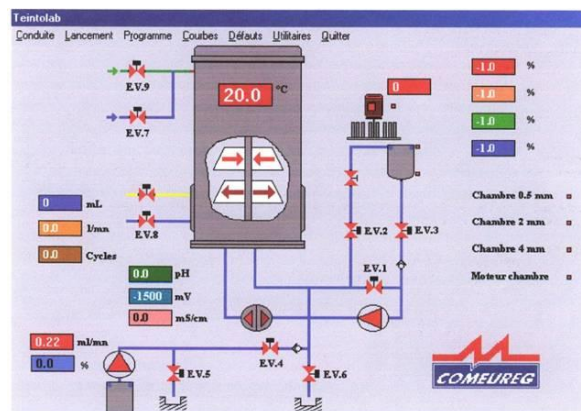 Teintolab
Conduite Lancement Programme Courbes Défauts Utilitaires Quitter
E.V.9
E.V.7
20.0 °C
0
-1.0 %
-1.0 %
-1.0 %
-1.0 %
0 mL
0.0 l/mn
0.0 Cycles
E.V.8
E.V.2
E.V.3
Chambre 0.5 mm
Chambre 2 mm
Chambre 4 mm
Moteur chambre
E.V.1
0.0 pH
-1500 mV
0.0 mS/cm
0.22 ml/mn
0.0 %
E.V.4
E.V.5
E.V.6
COMEUREG